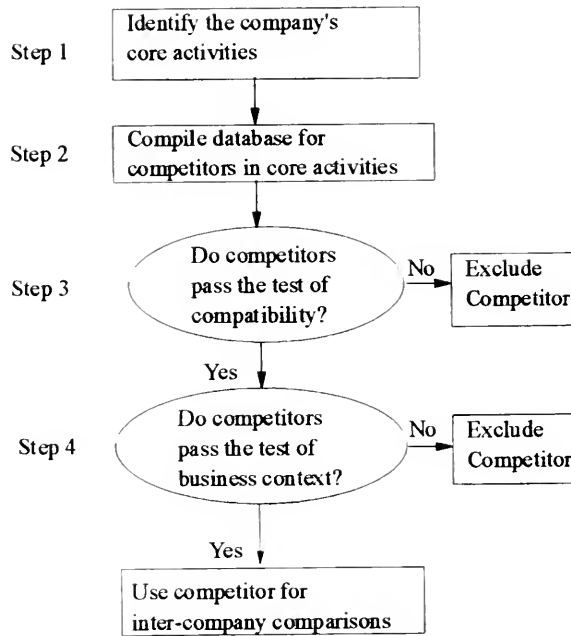 Step 1
Identify the company's
core activities
Step 2
Compile database for
competitors in core activities
Step 3
Do competitors
pass the test of
compatibility?
No
Exclude
Competitor
Yes
Step 4
Do competitors
pass the test of
business context?
No
Exclude
Competitor
Yes
Use competitor for
inter-company comparisons